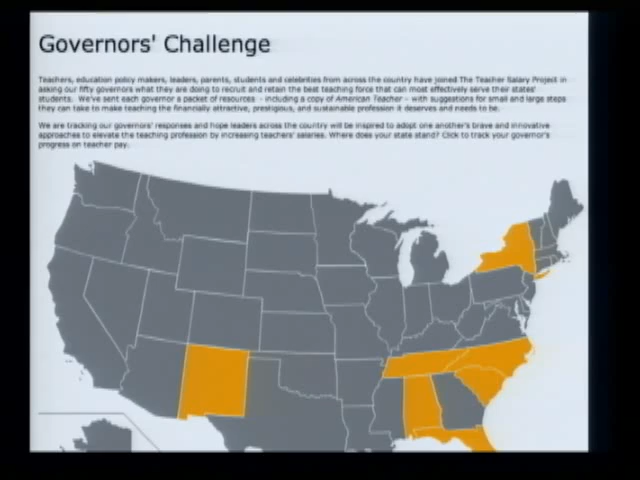 Governors' Challenge
Teachers, education policy makers, leaders, parents, students and celebrities from across the country have joined The Teacher Salary Project in
asking our fifty governors what they are doing to recruit and retain the best teaching force that can most effectively serve their states'
students. We've sent each governor a packet of resources - including a copy of American Teacher - with suggestions for small and large steps
they can take to make teaching the financially attractive, prestigious, and sustainable profession it deserves and needs to be.
We are tracking our governors' responses and hope leaders across the country will be inspired to adopt one another's brave and innovative
approaches to elevate the teaching profession by increasing teachers' salaries. Where does your state stand? Click to track your governor's
progress on teacher pay.